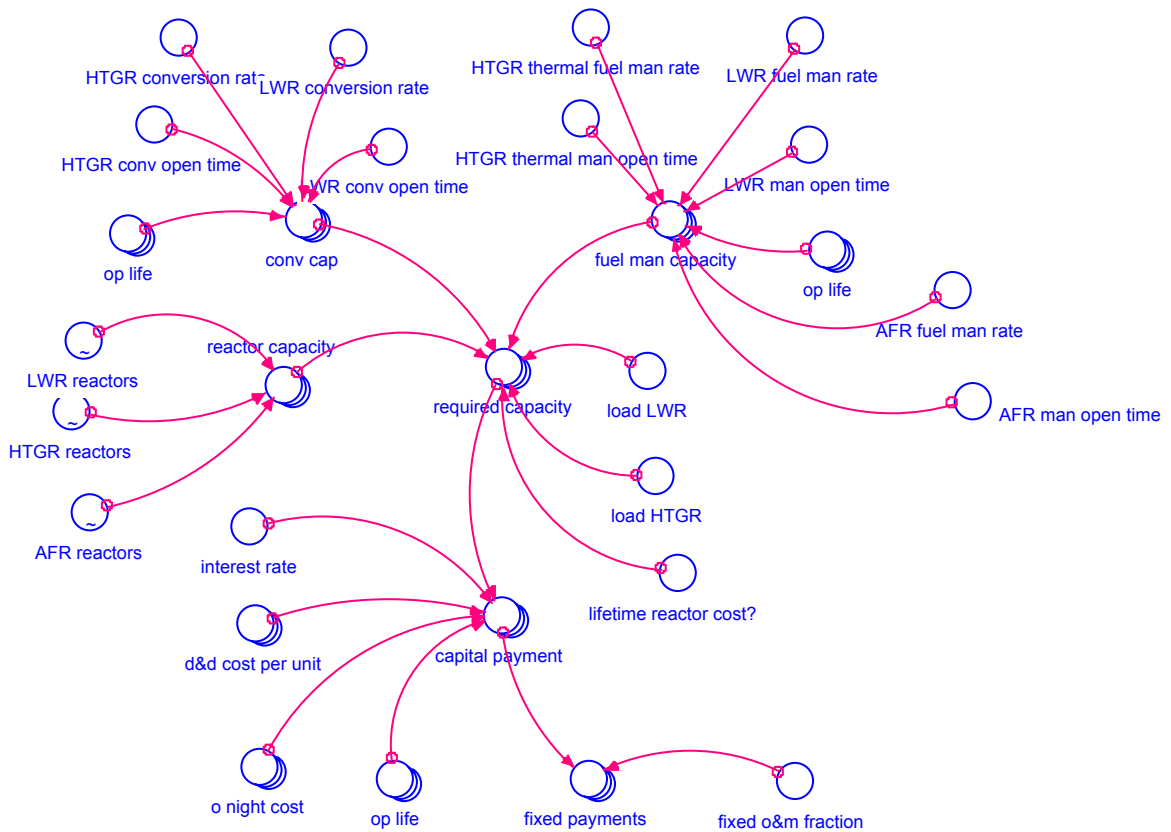 HTGR conversion rate
LWR conversion rate
HTGR thermal fuel man rate
LWR fuel man rate
HTGR conv open time
WR conv open time
HTGR thermal man open time
LWR man open time
op life
conv cap
fuel man capacity
op life
AFR fuel man rate
reactor capacity
LWR reactors
~
required capacity
load LWR
AFR man open time
HTGR reactors
~
load HTGR
AFR reactors
~
interest rate
lifetime reactor cost?
d&d cost per unit
capital payment
o night cost
op life
fixed payments
fixed o&m fraction